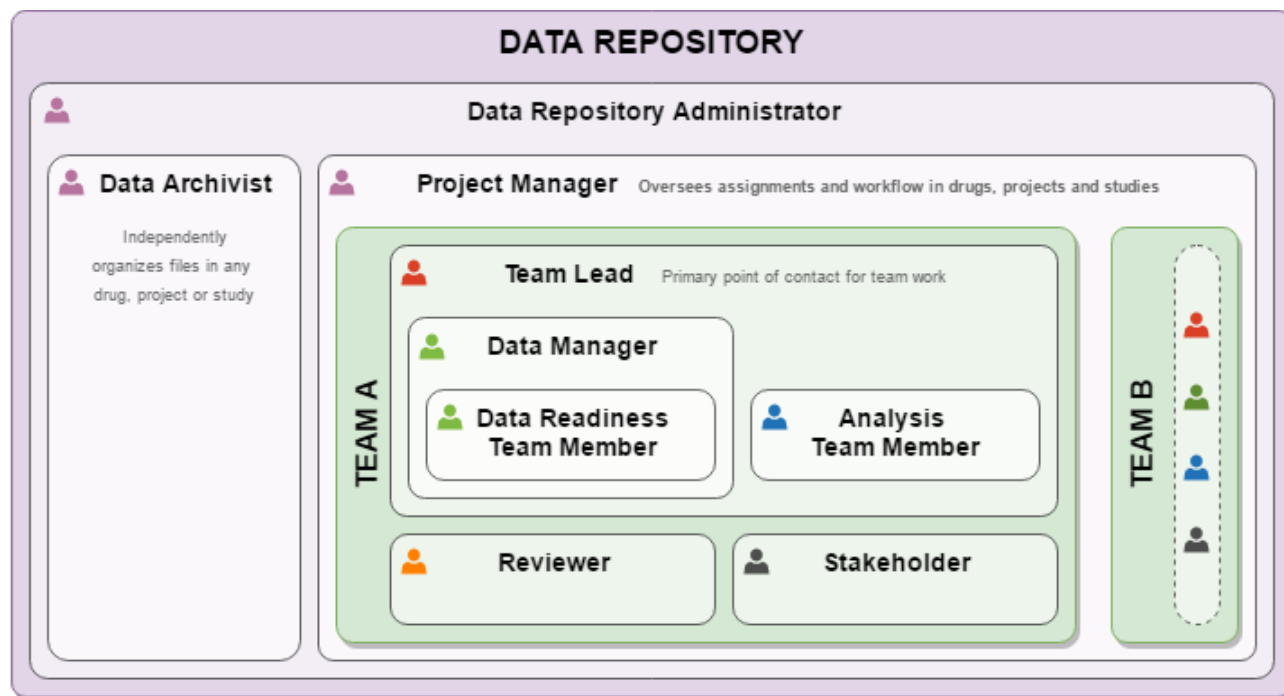 DATA REPOSITORY
Data Repository Administrator
Data Archivist
Independently
organizes files in any
drug, project or study
Project Manager Oversees assignments and workflow in drugs, projects and studies
TEAM A
Team Lead Primary point of contact for team work
Data Manager
Data Readiness
Team Member
Analysis
Team Member
Reviewer
Stakeholder
TEAM B